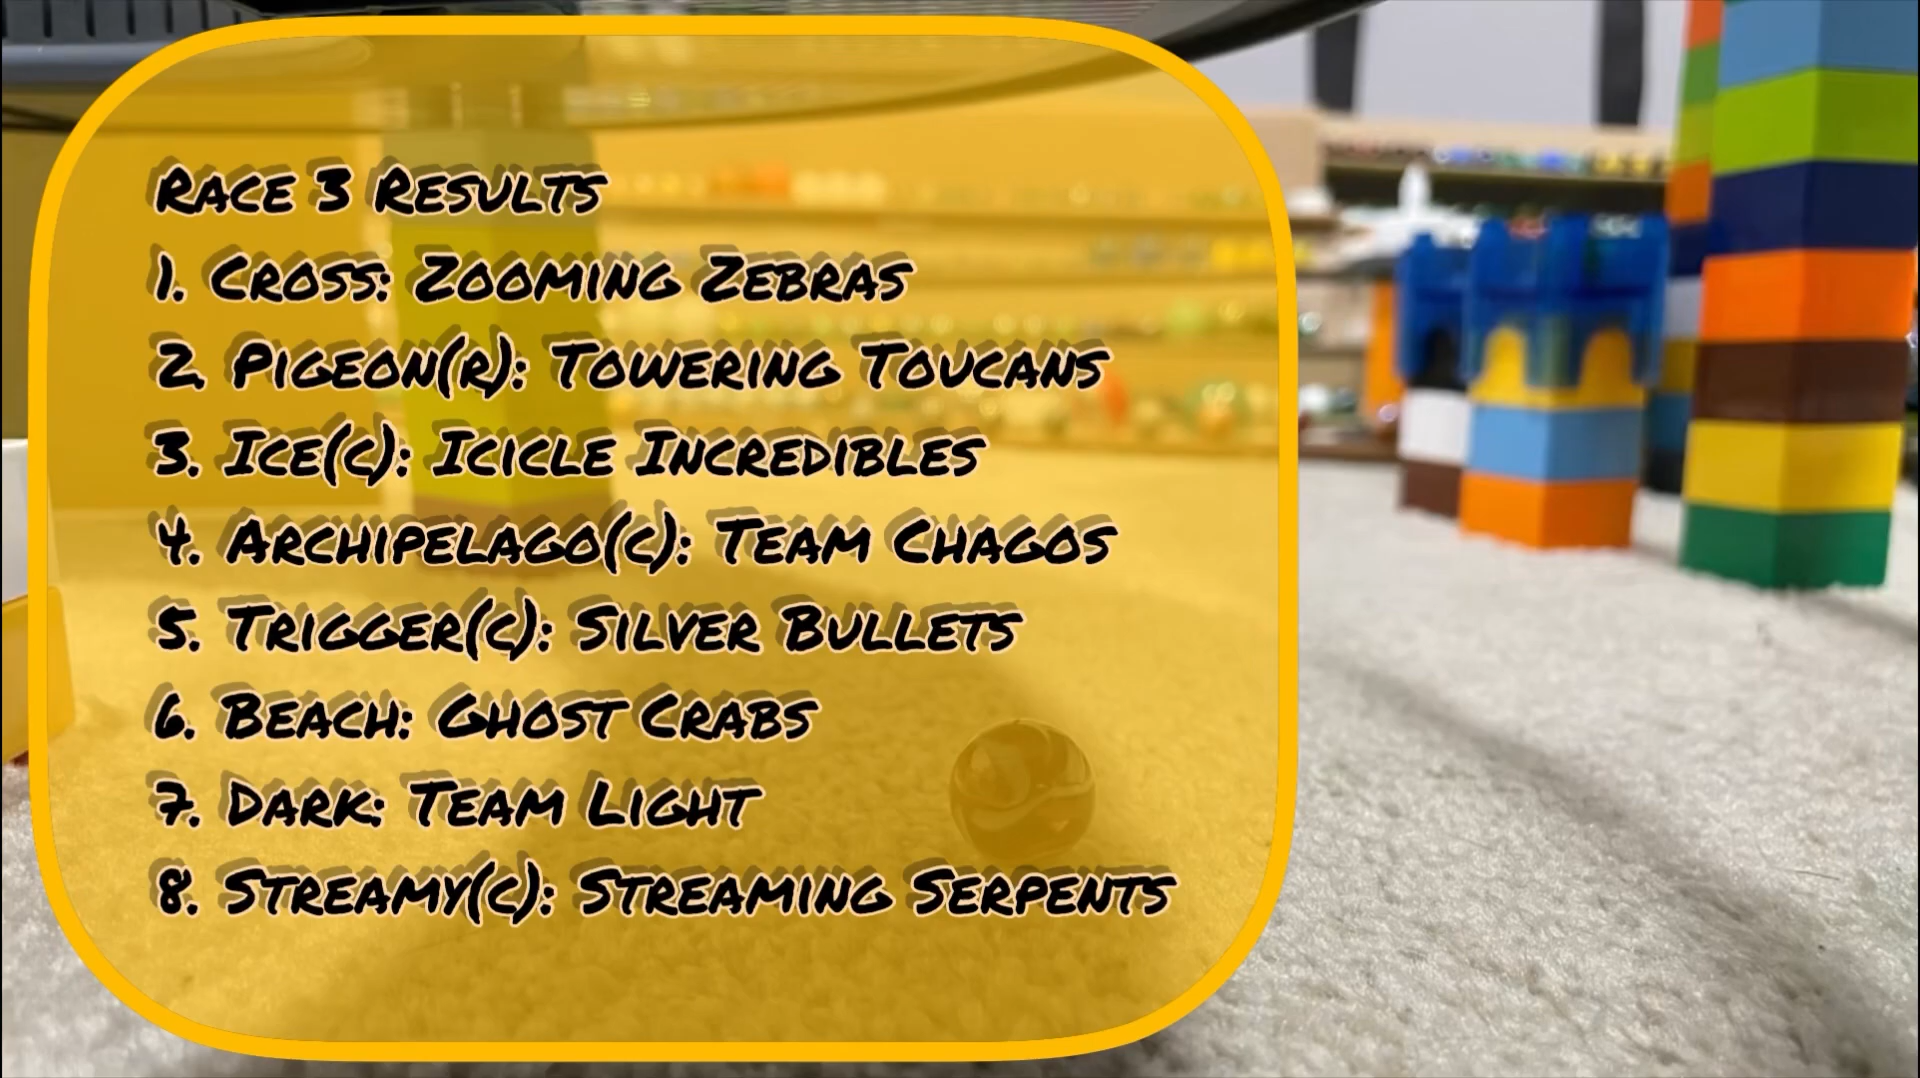 Race 3 Results
1. Cross: Zooming Zebras
2. Pigeon(r): Towering Toucans
3. Ice(c): Icicle Incredibles
4. Archipelago(c): Team Chagos
5. Trigger(c): Silver Bullets
6. Beach: Ghost Crabs
7. Dark: Team Light
8. Streamy(c): Streaming Serpents